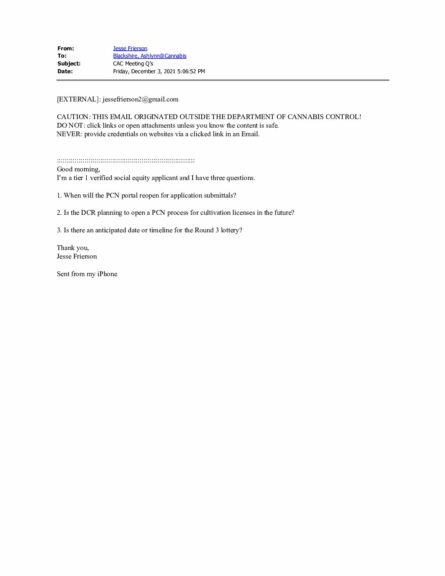 From: Jesse Frierson
To: Blackshire, Ashlynn@Cannabis
Subject: CAC Meeting Q's
Date: Friday, December 3, 2021 5:06:52 PM
[EXTERNAL]: jessefrierson2@gmail.com
CAUTION: THIS EMAIL ORIGINATED OUTSIDE THE DEPARTMENT OF CANNABIS CONTROL!
DO NOT: click links or open attachments unless you know the content is safe.
NEVER: provide credentials on websites via a clicked link in an Email.
Good morning,
I'm a tier 1 verified social equity applicant and I have three questions.
1. When will the PCN portal reopen for application submittals?
2. Is the DCR planning to open a PCN process for cultivation licenses in the future?
3. Is there an anticipated date or timeline for the Round 3 lottery?
Thank you,
Jesse Frierson
Sent from my iPhone